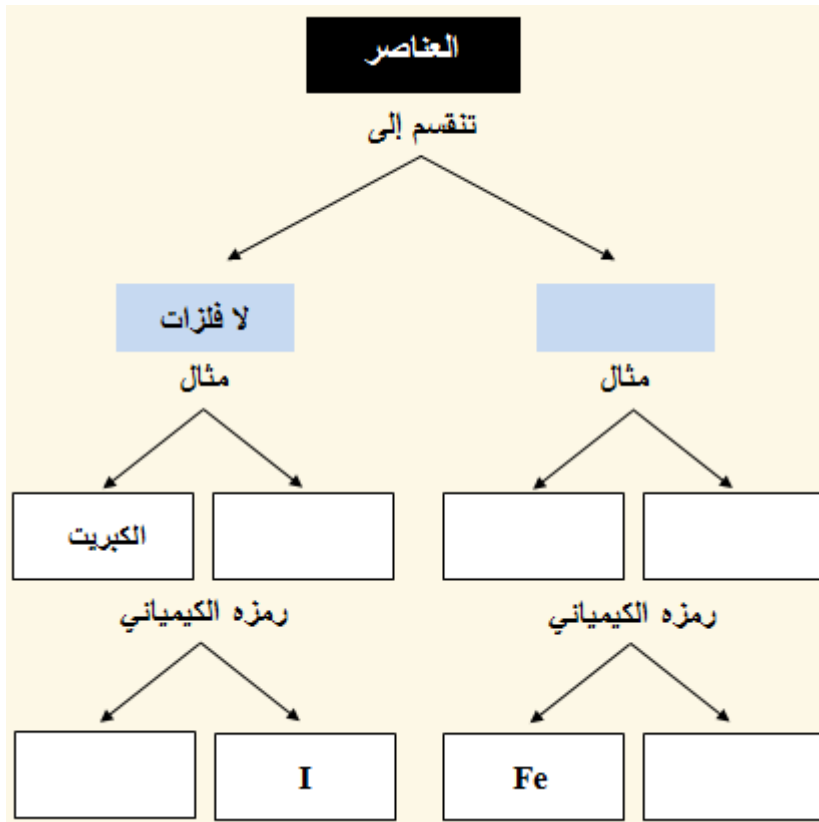 العناصر
تنقسم إلى
لا فلزات
مثال
مثال
الكبريت
رمزه الكيميائي
رمزه الكيميائي
Fe
I